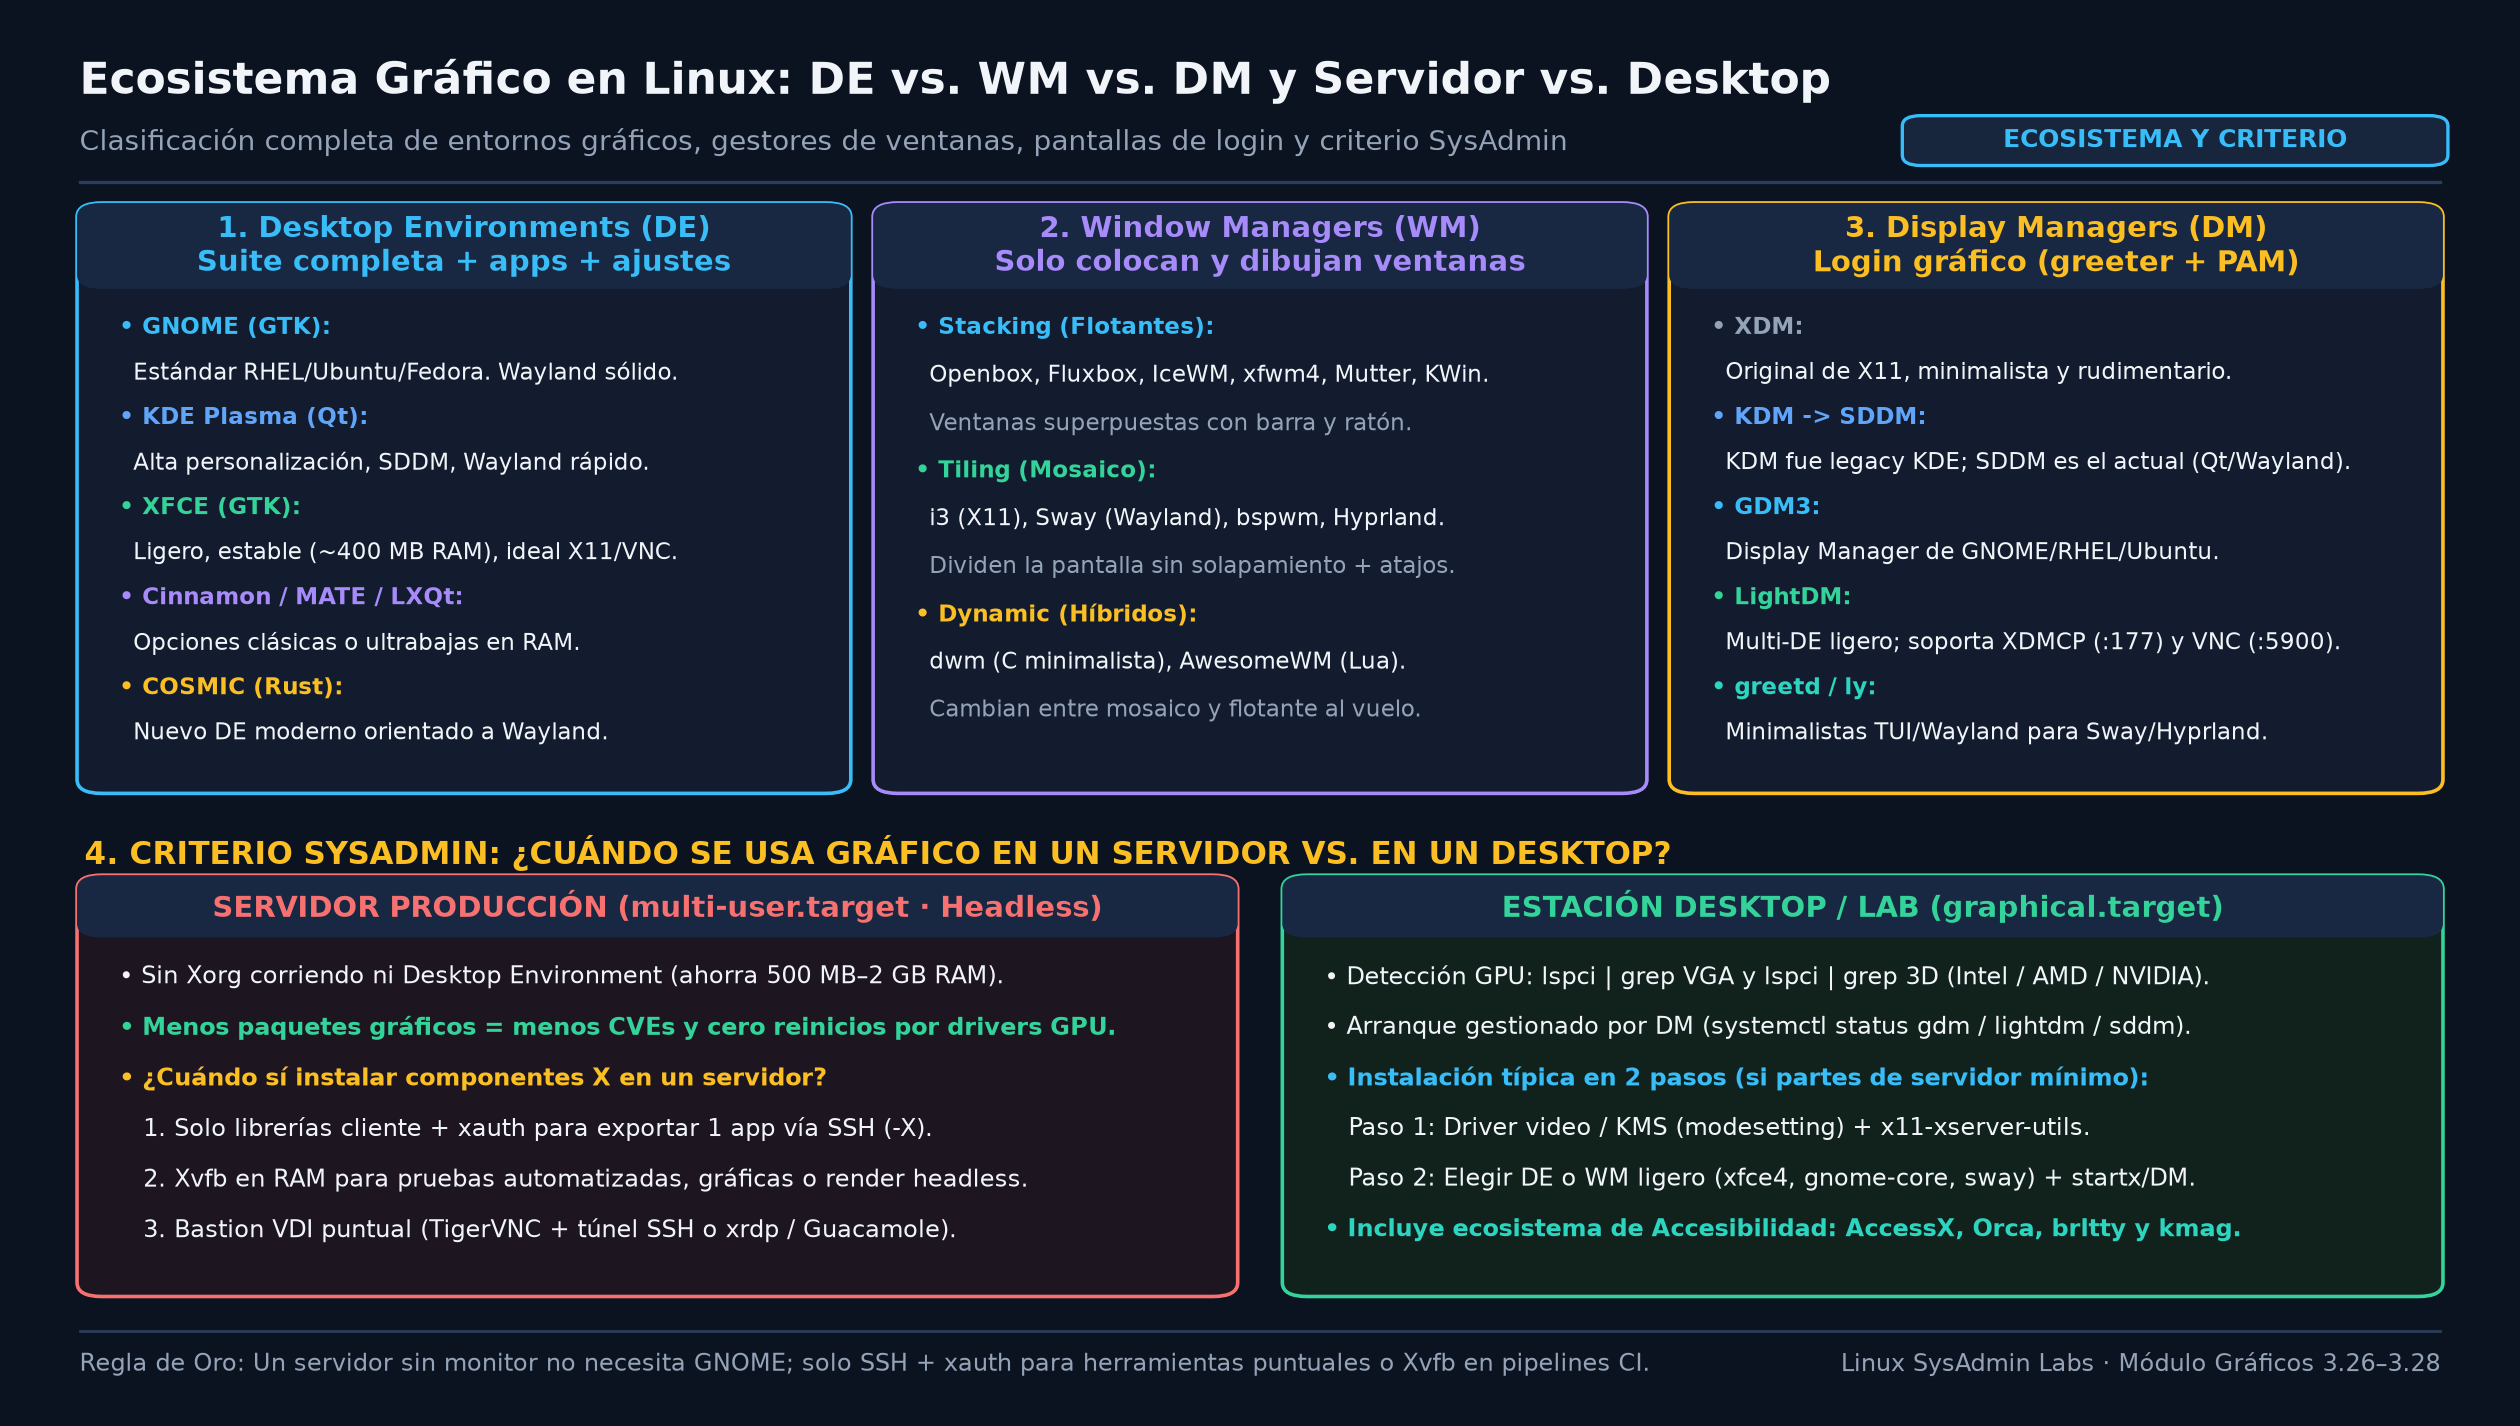 Ecosistema Gráfico en Linux: DE vs. WM vs. DM y Servidor vs. Desktop
Clasificación completa de entornos gráficos, gestores de ventanas, pantallas de login y criterio SysAdmin
ECOSISTEMA Y CRITERIO
1. Desktop Environments (DE)
Suite completa + apps + ajustes
• GNOME (GTK):
Estándar RHEL/Ubuntu/Fedora. Wayland sólido.
• KDE Plasma (Qt):
Alta personalización, SDDM, Wayland rápido.
• XFCE (GTK):
Ligero, estable (~400 MB RAM), ideal X11/VNC.
• Cinnamon / MATE / LXQt:
Opciones clásicas o ultrabajas en RAM.
• COSMIC (Rust):
Nuevo DE moderno orientado a Wayland.
2. Window Managers (WM)
Solo colocan y dibujan ventanas
• Stacking (Flotantes):
Openbox, Fluxbox, IceWM, xfwm4, Mutter, KWin.
Ventanas superpuestas con barra y ratón.
• Tiling (Mosaico):
i3 (X11), Sway (Wayland), bspwm, Hyprland.
Dividen la pantalla sin solapamiento + atajos.
• Dynamic (Híbridos):
dwm (C minimalista), AwesomeWM (Lua).
Cambian entre mosaico y flotante al vuelo.
3. Display Managers (DM)
Login gráfico (greeter + PAM)
• XDM:
Original de X11, minimalista y rudimentario.
• KDM -> SDDM:
KDM fue legacy KDE; SDDM es el actual (Qt/Wayland).
• GDM3:
Display Manager de GNOME/RHEL/Ubuntu.
• LightDM:
Multi-DE ligero; soporta XDMCP (:177) y VNC (:5900).
• greetd / ly:
Minimalistas TUI/Wayland para Sway/Hyprland.
4. CRITERIO SYSADMIN: ¿CUÁNDO SE USA GRÁFICO EN UN SERVIDOR VS. EN UN DESKTOP?
SERVIDOR PRODUCCIÓN (multi-user.target · Headless)
• Sin Xorg corriendo ni Desktop Environment (ahorra 500 MB–2 GB RAM).
• Menos paquetes gráficos = menos CVEs y cero reinicios por drivers GPU.
• ¿Cuándo sí instalar componentes X en un servidor?
1. Solo librerías cliente + xauth para exportar 1 app vía SSH (-X).
2. Xvfb en RAM para pruebas automatizadas, gráficas o render headless.
3. Bastion VDI puntual (TigerVNC + túnel SSH o xrdp / Guacamole).
ESTACIÓN DESKTOP / LAB (graphical.target)
• Detección GPU: lspci | grep VGA y lspci | grep 3D (Intel / AMD / NVIDIA).
• Arranque gestionado por DM (systemctl status gdm / lightdm / sddm).
• Instalación típica en 2 pasos (si partes de servidor mínimo):
Paso 1: Driver video / KMS (modesetting) + x11-xserver-utils.
Paso 2: Elegir DE o WM ligero (xfce4, gnome-core, sway) + startx/DM.
• Incluye ecosistema de Accesibilidad: AccessX, Orca, brltty y kmag.
Regla de Oro: Un servidor sin monitor no necesita GNOME; solo SSH + xauth para herramientas puntuales o Xvfb en pipelines CI.
Linux SysAdmin Labs · Módulo Gráficos 3.26–3.28